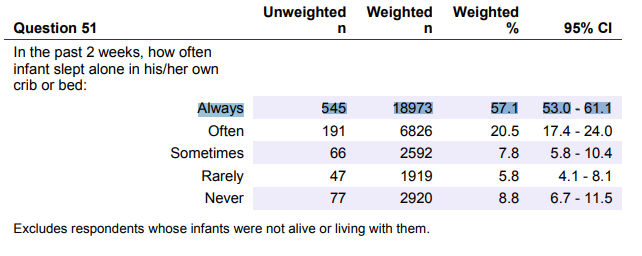 Unweighted Weighted Weighted
Question 51 n n % 95% CI
In the past 2 weeks, how often
infant slept alone in his/her own
crib or bed:
Always 545 18973 57.1 53.0 - 61.1
Often 191 6826 20.5 17.4 - 24.0
Sometimes 66 2592 7.8 5.8 - 10.4
Rarely 47 1919 5.8 4.1 - 8.1
Never 77 2920 8.8 6.7 - 11.5
Excludes respondents whose infants were not alive or living with them.